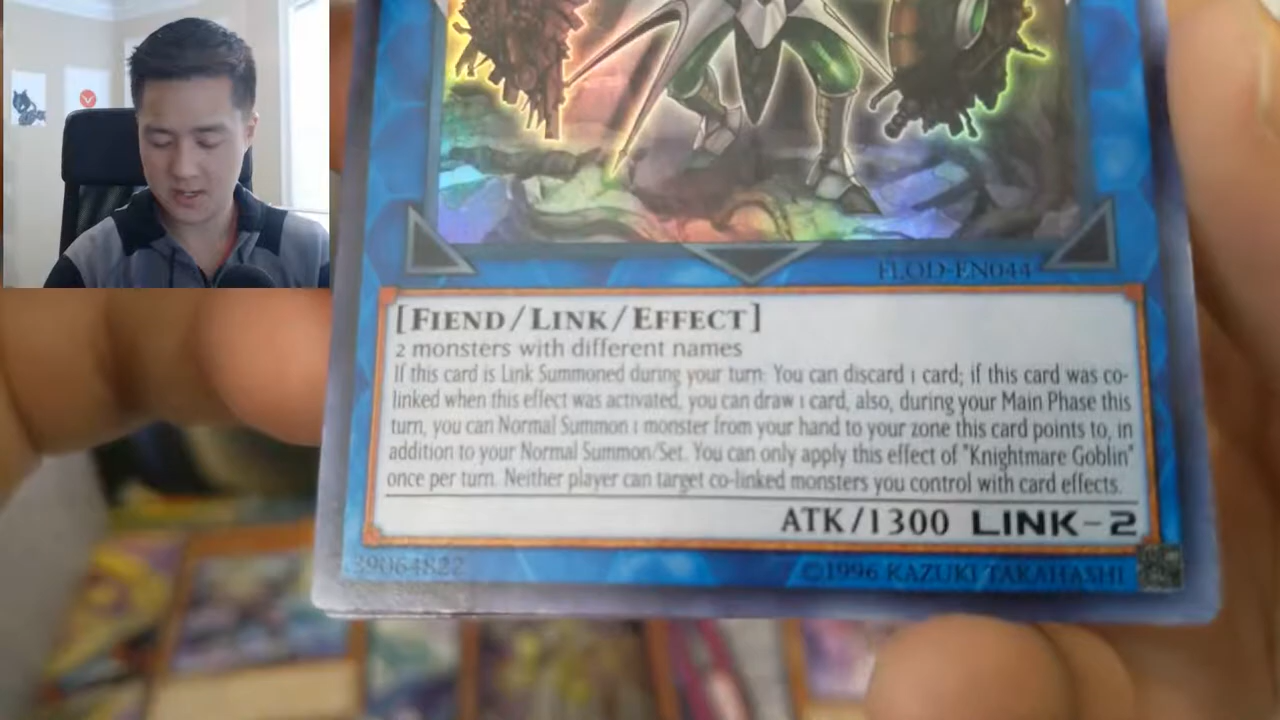 FLOD-EN044
[FIEND/LINK/EFFECT]
2 monsters with different names
If this card is Link Summoned during your turn: You can discard 1 card; if this card was co-
linked when this effect was activated, you can draw 1 card, also, during your Main Phase this
turn, you can Normal Summon 1 monster from your hand to your zone this card points to, in
addition to your Normal Summon/Set. You can only apply this effect of "Knightmare Goblin"
once per turn. Neither player can target co-linked monsters you control with card effects.
ATK/1300 LINK-2
39064822
©1996 KAZUKI TAKAHASHI